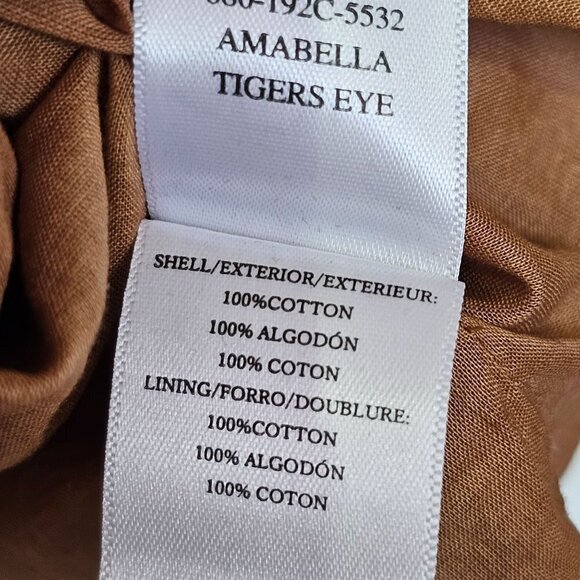 680-192C-5532
AMABELLA
TIGERS EYE
SHELL/EXTERIOR/EXTERIEUR:
100%COTTON
100% ALGODÓN
100% COTON
LINING/FORRO/DOUBLURE:
100%COTTON
100% ALGODÓN
100% COTON